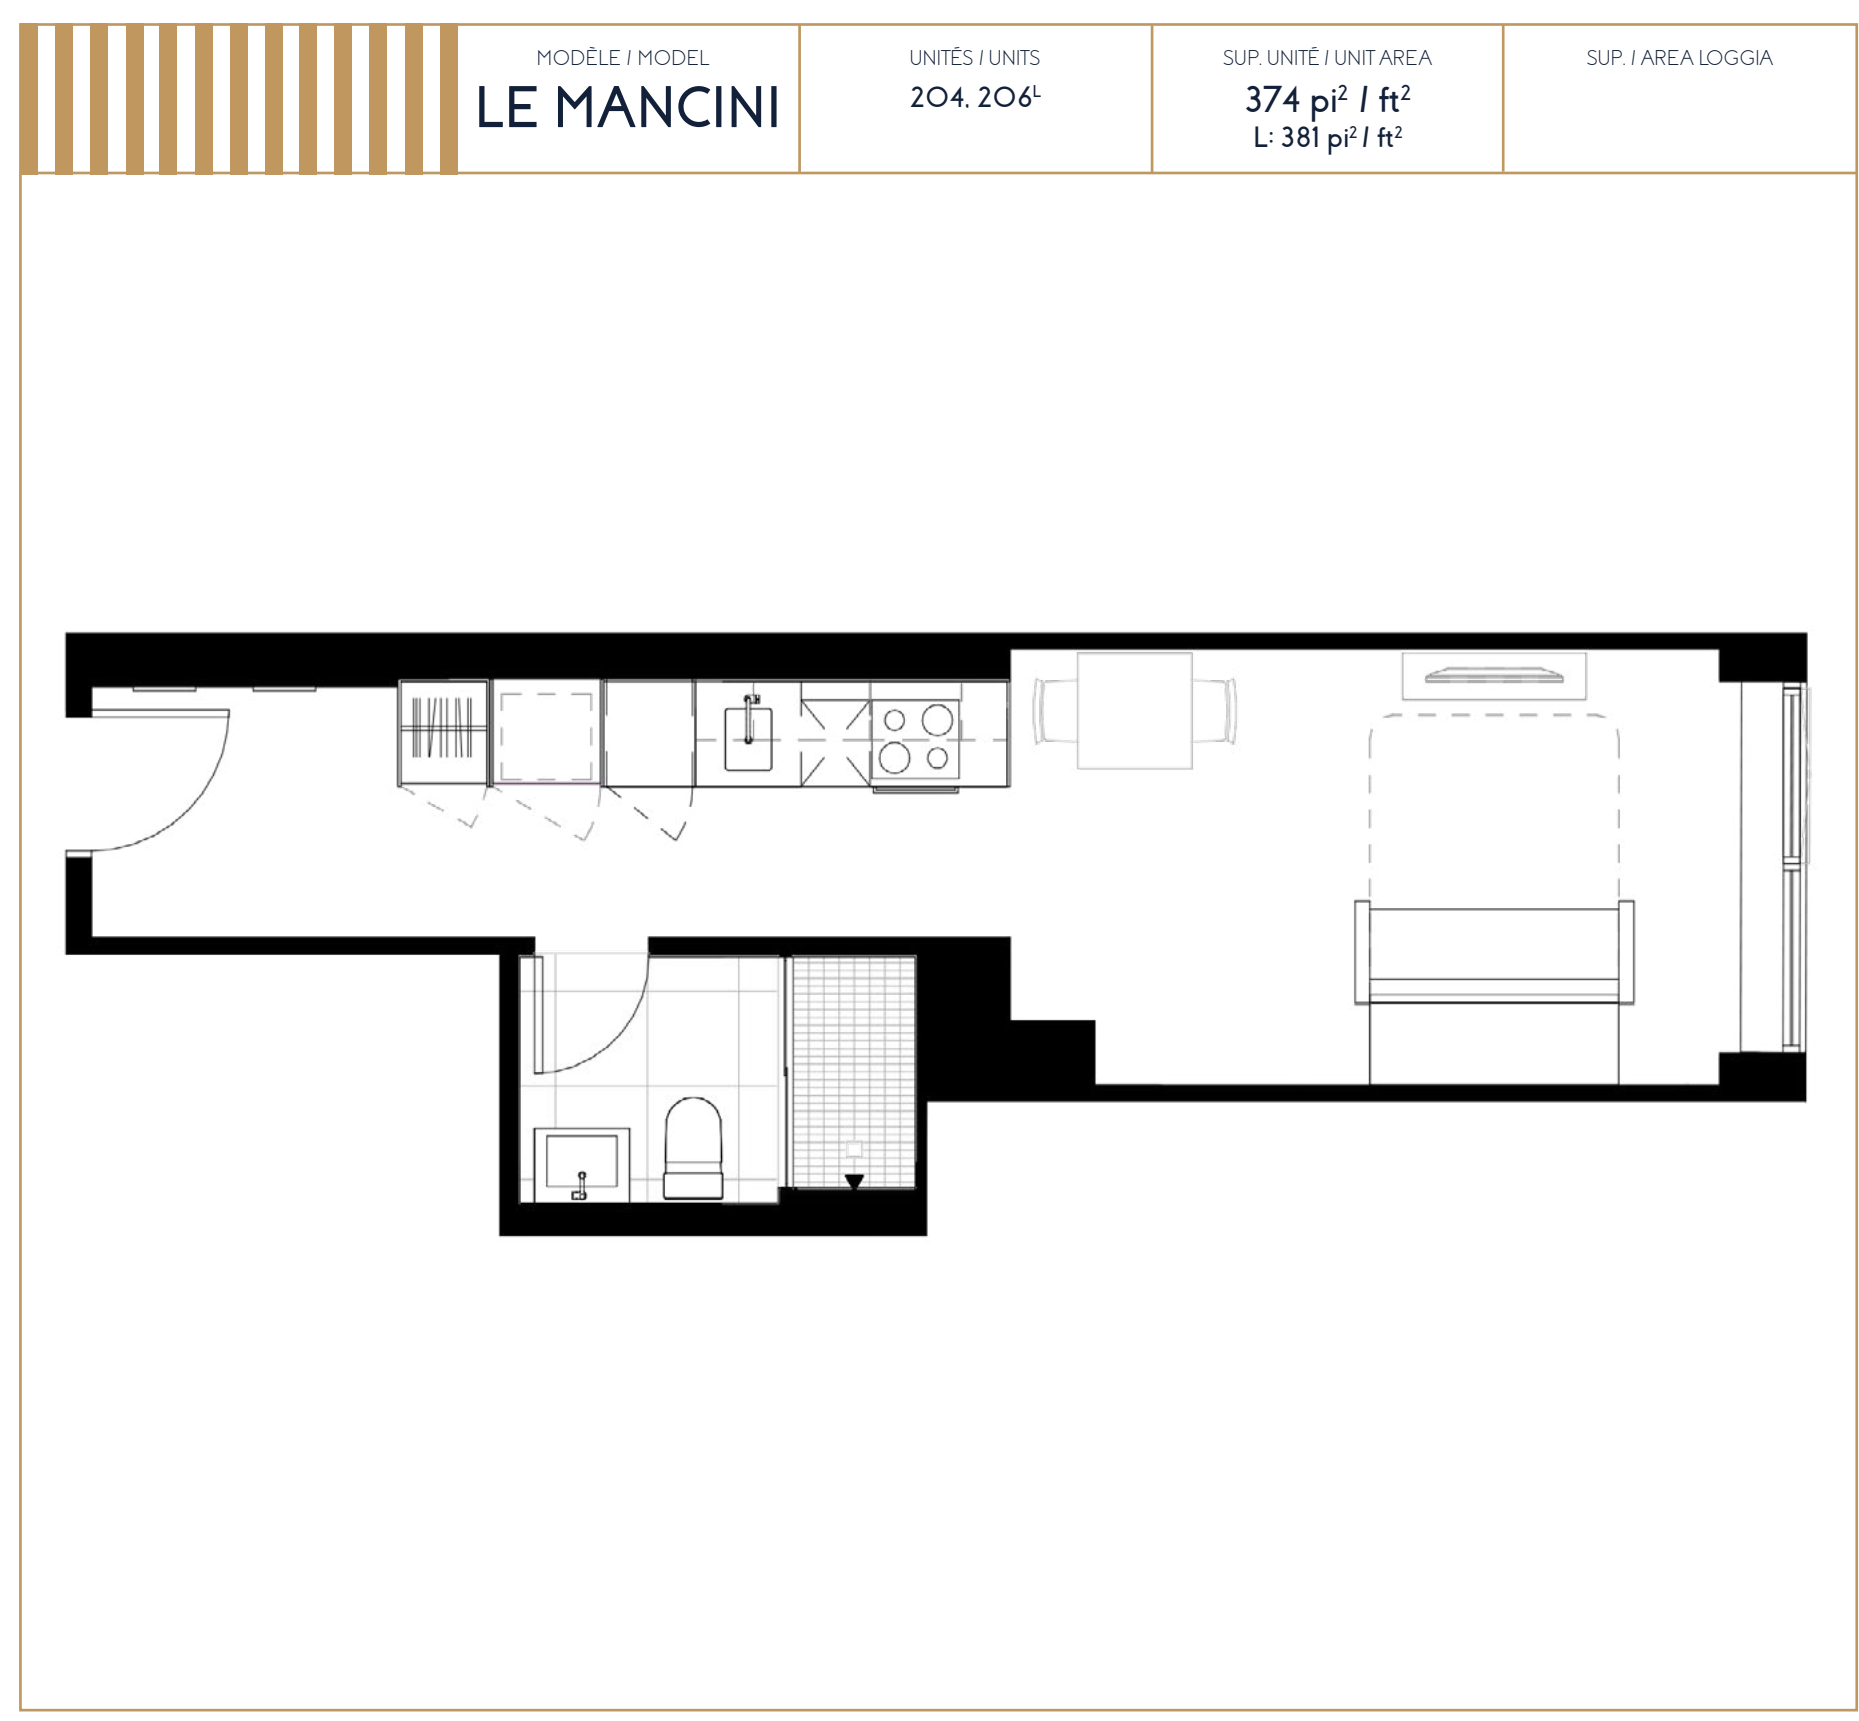 MODÈLE / MODEL
LE MANCINI
UNITÉS / UNITS
204, 206ᴸ
SUP. UNITÉ / UNIT AREA
374 pi² / ft²
L: 381 pi² / ft²
SUP. / AREA LOGGIA